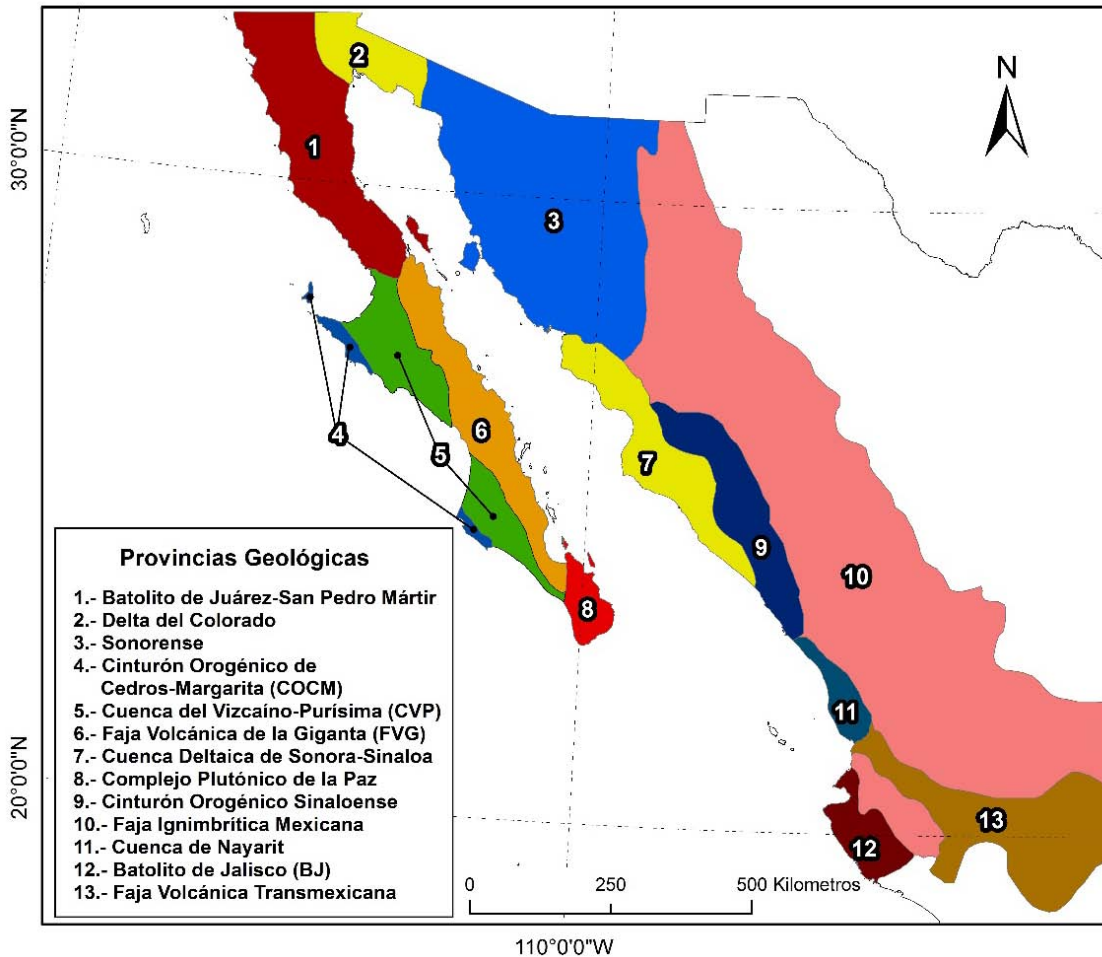 N
30°0'0"N
20°0'0"N
110°0'0"W
1
2
3
4
5
6
7
8
9
10
11
12
13
Provincias Geológicas
1.- Batolito de Juárez-San Pedro Mártir
2.- Delta del Colorado
3.- Sonorense
4.- Cinturón Orogénico de
Cedros-Margarita (COCM)
5.- Cuenca del Vizcaíno-Purísima (CVP)
6.- Faja Volcánica de la Giganta (FVG)
7.- Cuenca Deltaica de Sonora-Sinaloa
8.- Complejo Plutónico de la Paz
9.- Cinturón Orogénico Sinaloense
10.- Faja Ignimbrítica Mexicana
11.- Cuenca de Nayarit
12.- Batolito de Jalisco (BJ)
13.- Faja Volcánica Transmexicana
0 250 500 Kilometros